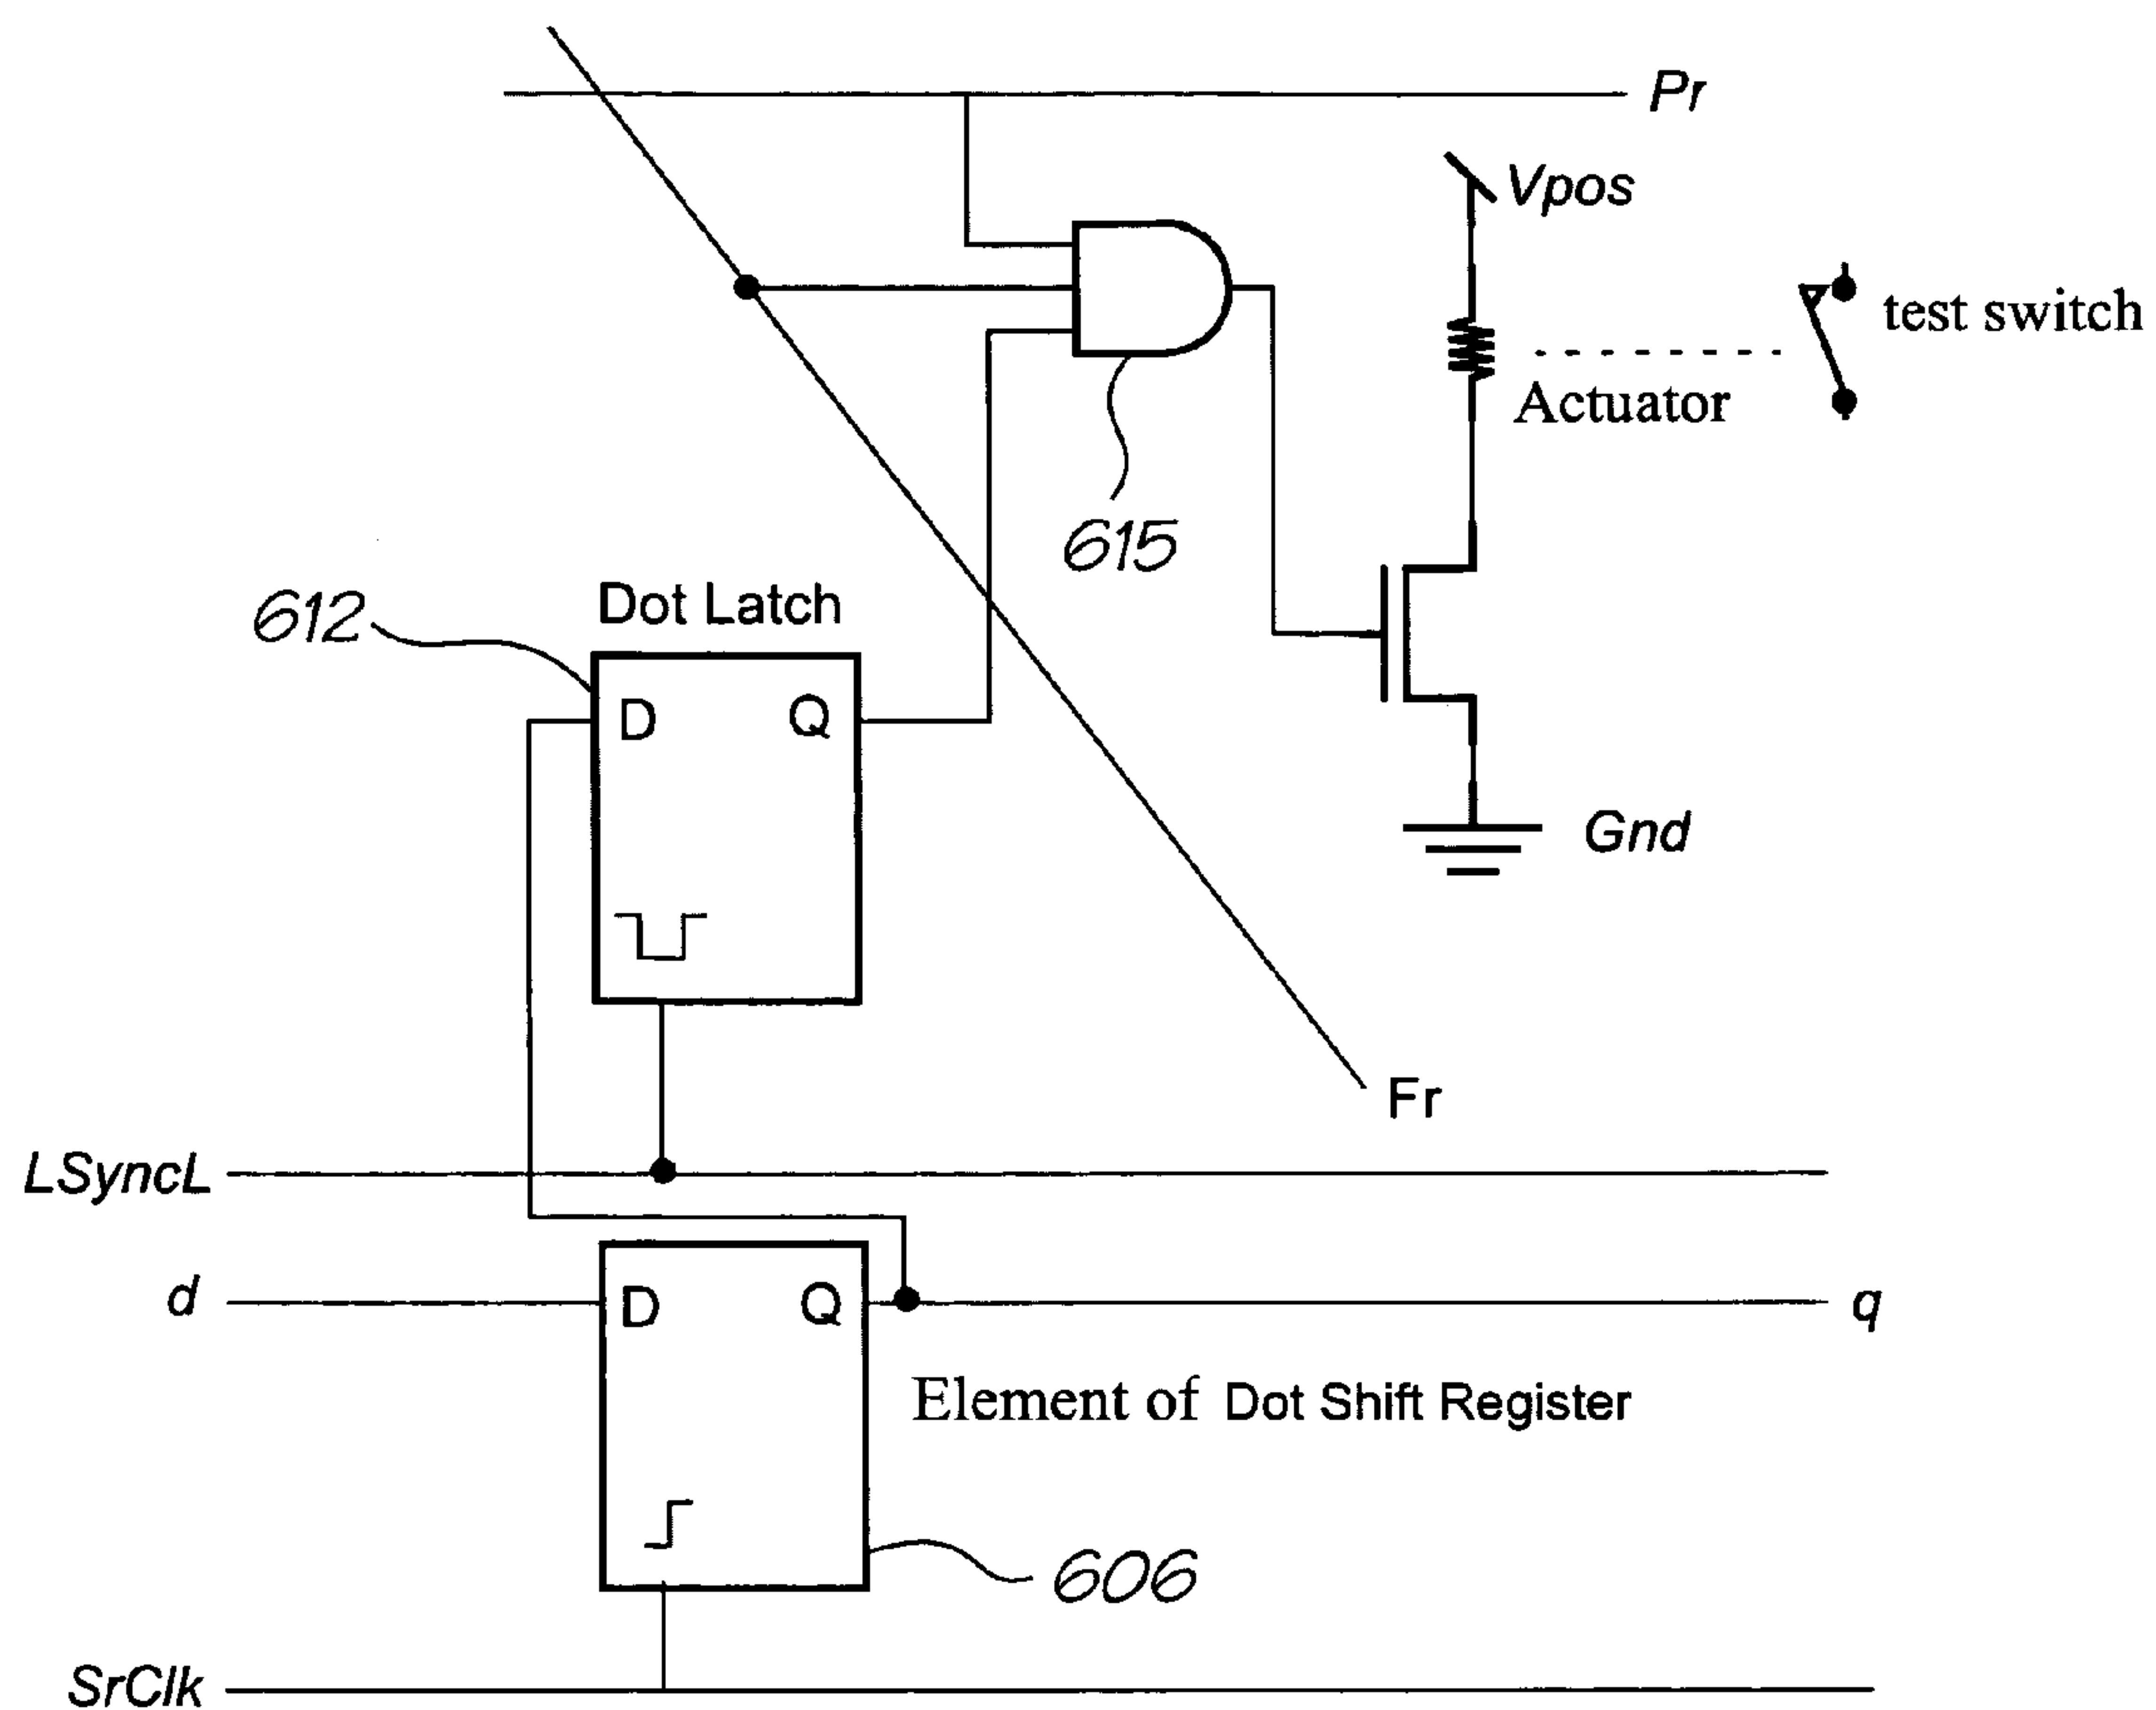 Pr
Vpos
test switch
Actuator
615
612
Dot Latch
D Q
Gnd
Fr
LSyncL
d D Q q
Element of Dot Shift Register
606
SrClk